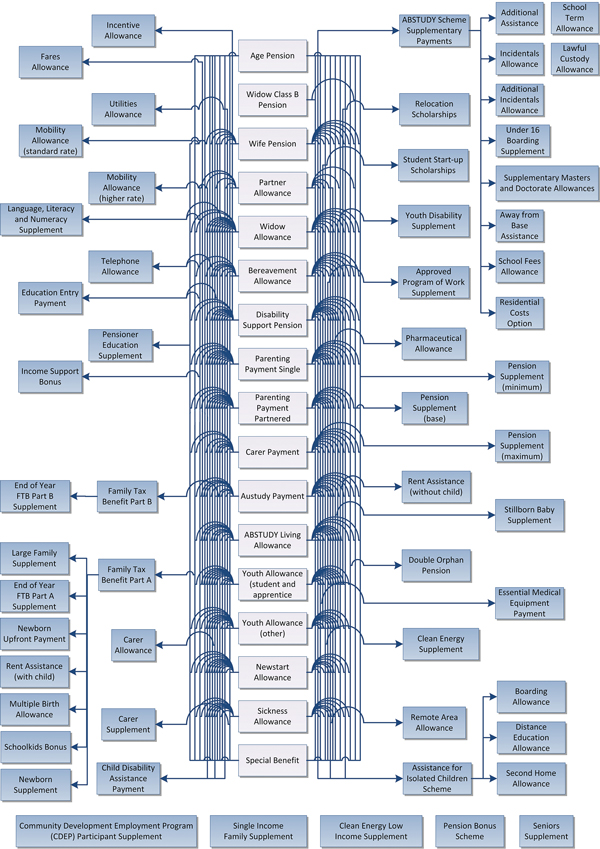 Incentive
Allowance
Fares
Allowance
Utilities
Allowance
Mobility
Allowance
(standard rate)
Mobility
Allowance
(higher rate)
Language, Literacy
and Numeracy
Supplement
Telephone
Allowance
Education Entry
Payment
Pensioner
Education
Supplement
Income Support
Bonus
End of Year
FTB Part B
Supplement
Family Tax
Benefit Part B
Large Family
Supplement
End of Year
FTB Part A
Supplement
Newborn
Upfront Payment
Rent Assistance
(with child)
Multiple Birth
Allowance
Schoolkids Bonus
Newborn
Supplement
Family Tax
Benefit Part A
Carer
Allowance
Carer
Supplement
Child Disability
Assistance
Payment
Age Pension
Widow Class B
Pension
Wife Pension
Partner
Allowance
Widow
Allowance
Bereavement
Allowance
Disability
Support Pension
Parenting
Payment Single
Parenting
Payment
Partnered
Carer Payment
Austudy Payment
ABSTUDY Living
Allowance
Youth Allowance
(student and
apprentice
Youth Allowance
(other)
Newstart
Allowance
Sickness
Allowance
Special Benefit
ABSTUDY Scheme
Supplementary
Payments
Relocation
Scholarships
Student Start-up
Scholarships
Youth Disability
Supplement
Approved
Program of Work
Supplement
Pharmaceutical
Allowance
Pension
Supplement
(base)
Rent Assistance
(without child)
Double Orphan
Pension
Clean Energy
Supplement
Remote Area
Allowance
Assistance for
Isolated Children
Scheme
Additional
Assistance
School
Term
Allowance
Incidentals
Allowance
Lawful
Custody
Allowance
Additional
Incidentals
Allowance
Under 16
Boarding
Supplement
Supplementary Masters
and Doctorate Allowances
Away from
Base
Assistance
School Fees
Allowance
Residential
Costs
Option
Pension
Supplement
(minimum)
Pension
Supplement
(maximum)
Stillborn Baby
Supplement
Essential Medical
Equipment
Payment
Boarding
Allowance
Distance
Education
Allowance
Second Home
Allowance
Community Development Employment Program
(CDEP) Participant Supplement
Single Income
Family Supplement
Clean Energy Low
Income Supplement
Pension Bonus
Scheme
Seniors
Supplement